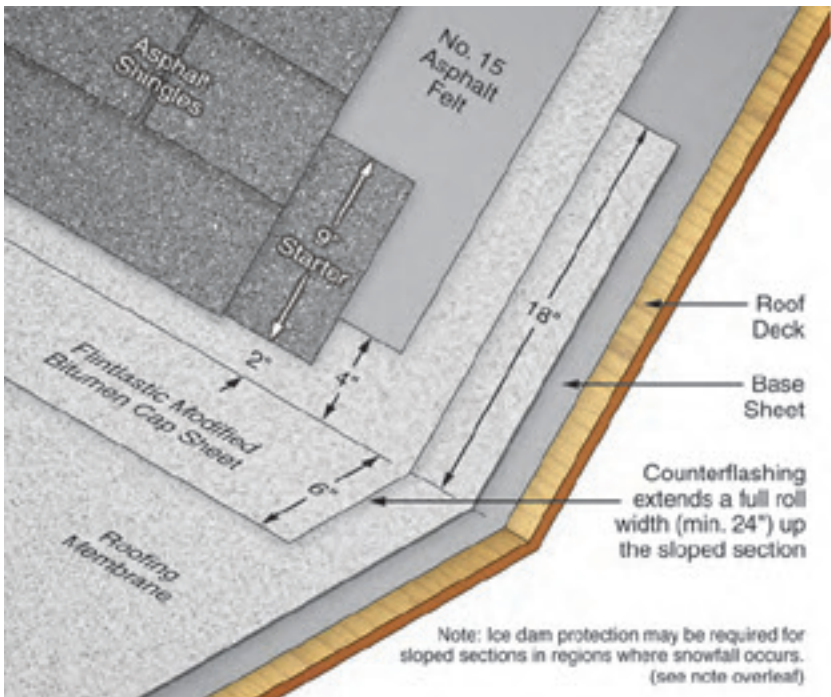 Asphalt
Shingles
No. 15
Asphalt
Felt
9"
Starter
18"
Roof
Deck
2"
4"
Base
Sheet
Flintlastic Modified
Bitumen Cap Sheet
6"
Counterflashing
extends a full roll
width (min. 24") up
the sloped section
Roofing
Membrane
Note: Ice dam protection may be required for
sloped sections in regions where snowfall occurs.
(see note overleaf)